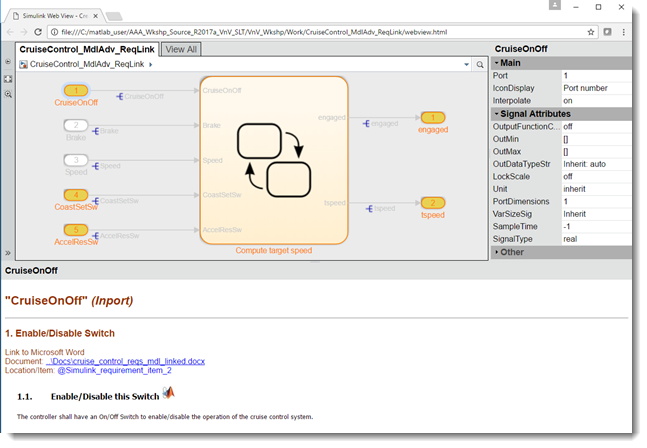 Simulink Web View - Cre
file:///C:/matlab_user/AAA_Wkshp_Source_R2017a_VnV_SLT/VnV_Wkshp/Work/CruiseControl_MdlAdv_ReqLink/webview.html
CruiseControl_MdlAdv_ReqLink View All
CruiseControl_MdlAdv_ReqLink
1
CruiseOnOff
CruiseOnOff
CruiseOnOff
2
Brake
Brake
Brake
3
Speed
Speed
Speed
4
CoastSetSw
CoastSetSw
CoastSetSw
5
AccelResSw
AccelResSw
AccelResSw
engaged
engaged
1
engaged
tspeed
tspeed
2
tspeed
Compute target speed
CruiseOnOff
Main
Port 1
IconDisplay Port number
Interpolate on
Signal Attributes
OutputFunctionC... off
OutMin []
OutMax []
OutDataTypeStr Inherit: auto
LockScale off
Unit inherit
PortDimensions 1
VarSizeSig Inherit
SampleTime -1
SignalType real
Other
CruiseOnOff
"CruiseOnOff" (Inport)
1. Enable/Disable Switch
Link to Microsoft Word
Document: ..\Docs\cruise_control_reqs_mdl_linked.docx
Location/Item: @Simulink_requirement_item_2
1.1. Enable/Disable this Switch
The controller shall have an On/Off Switch to enable/disable the operation of the cruise control system.